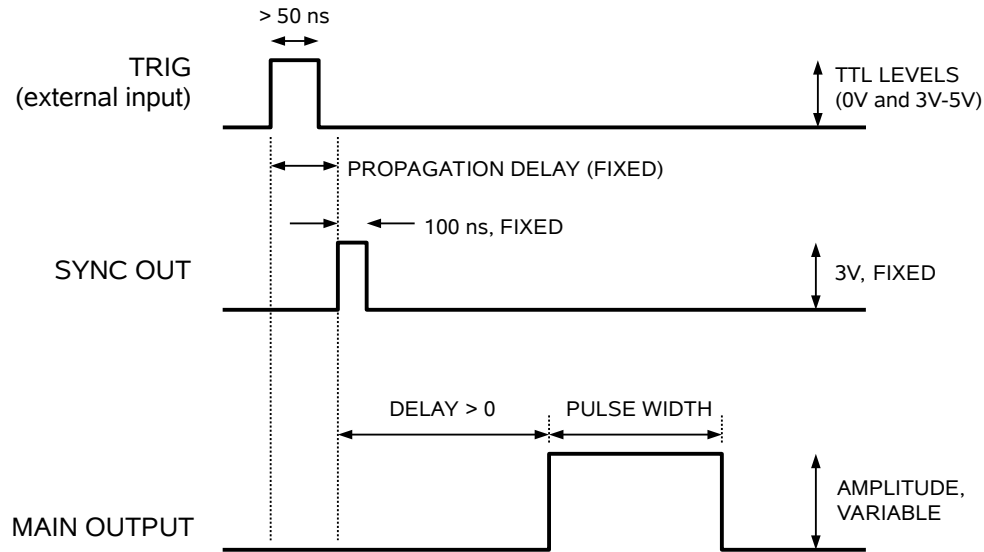 > 50 ns
TRIG
(external input)
TTL LEVELS
(0V and 3V-5V)
PROPAGATION DELAY (FIXED)
100 ns, FIXED
SYNC OUT
3V, FIXED
DELAY > 0
PULSE WIDTH
AMPLITUDE,
VARIABLE
MAIN OUTPUT